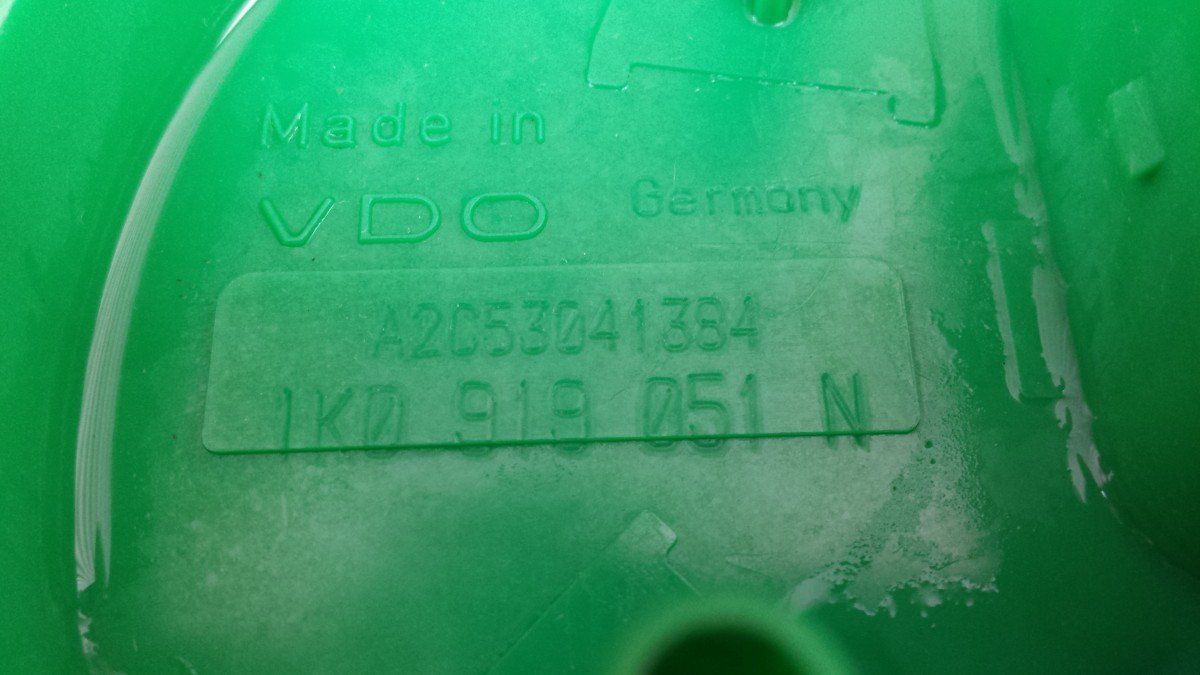 Made in
VDO Germany
A2C53041384
1K0 919 051 N